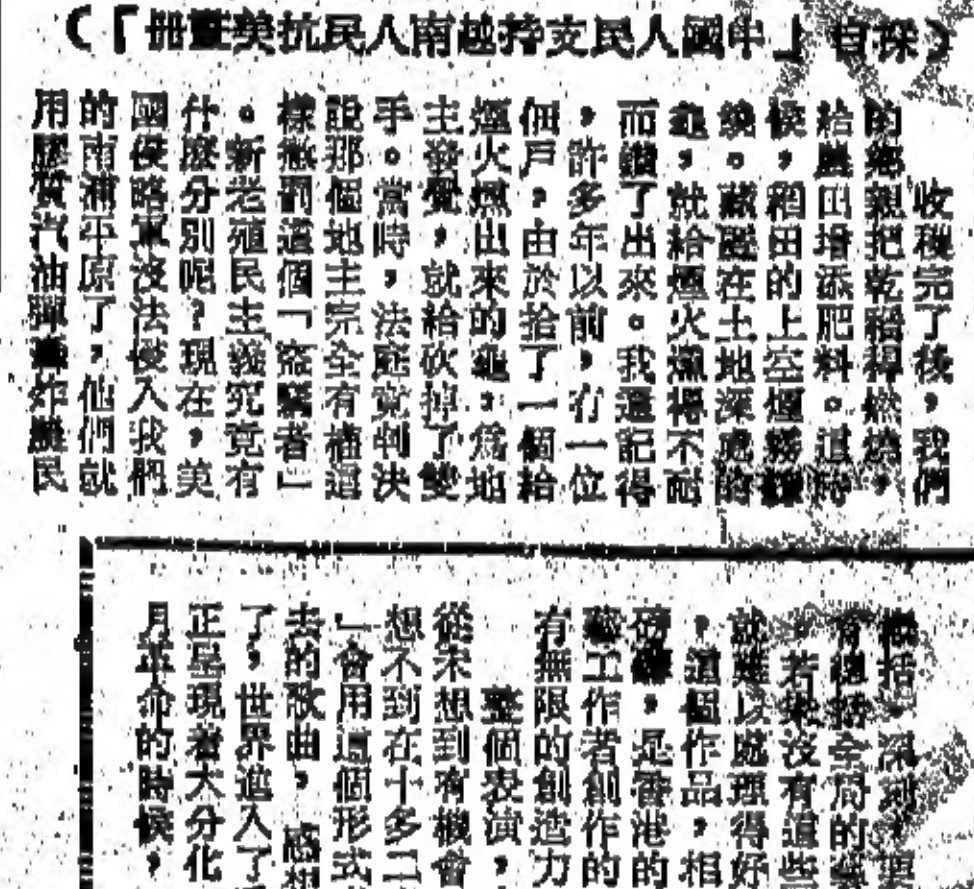 （採自「中國人民支持越南人民抗美畫冊」）
收穫完了後，我們
的鄉親把乾稻稈燃燒，
給農田增添肥料。這時
候，稻田的上空煙霧繚
繞。藏匿在土地深處的
龜，就給煙火燻得不耐
而鑽了出來。我還記得
，許多年以前，有一位
佃戶，由於拾了一個給
煙火燻出來的龜，爲地
主發覺，就給砍掉了雙
手。當時，法庭竟判決
說那個地主完全有權這
樣懲罰這個「盜竊者」
。新老殖民主義究竟有
什麼分別呢？現在，美
國侵略軍沒法侵入我們
的南浦平原了，他們就
用膠質汽油彈轟炸農民
概括，深刻，
全局的
，若果沒有這些
就難以處理得好
，這個作品，相
磅礴，是香港的
藝工作者創作的
有無限的創造力
整個表演，
從未想到有機會
想不到在十多二
」會用這個形式
去的歌曲，感想
了，世界進入了
正呈現着大分化
月革命的時候，